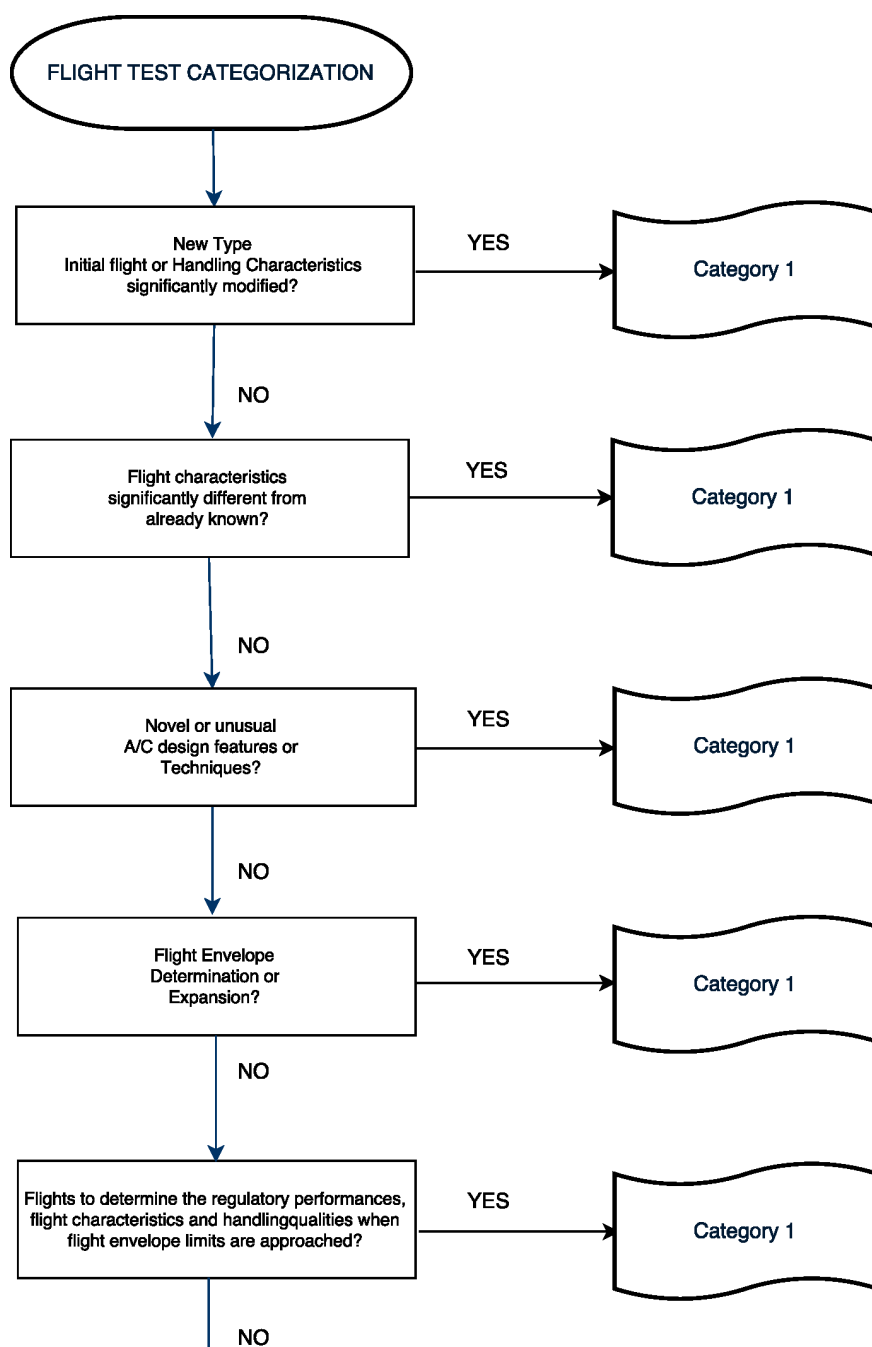 FLIGHT TEST CATEGORIZATION
New Type
Initial flight or Handling Characteristics
significantly modified?
YES
Category 1
NO
Flight characteristics
significantly different from
already known?
YES
Category 1
NO
Novel or unusual
A/C design features or
Techniques?
YES
Category 1
NO
Flight Envelope
Determination or
Expansion?
YES
Category 1
NO
Flights to determine the regulatory performances,
flight characteristics and handlingqualities when
flight envelope limits are approached?
YES
Category 1
NO